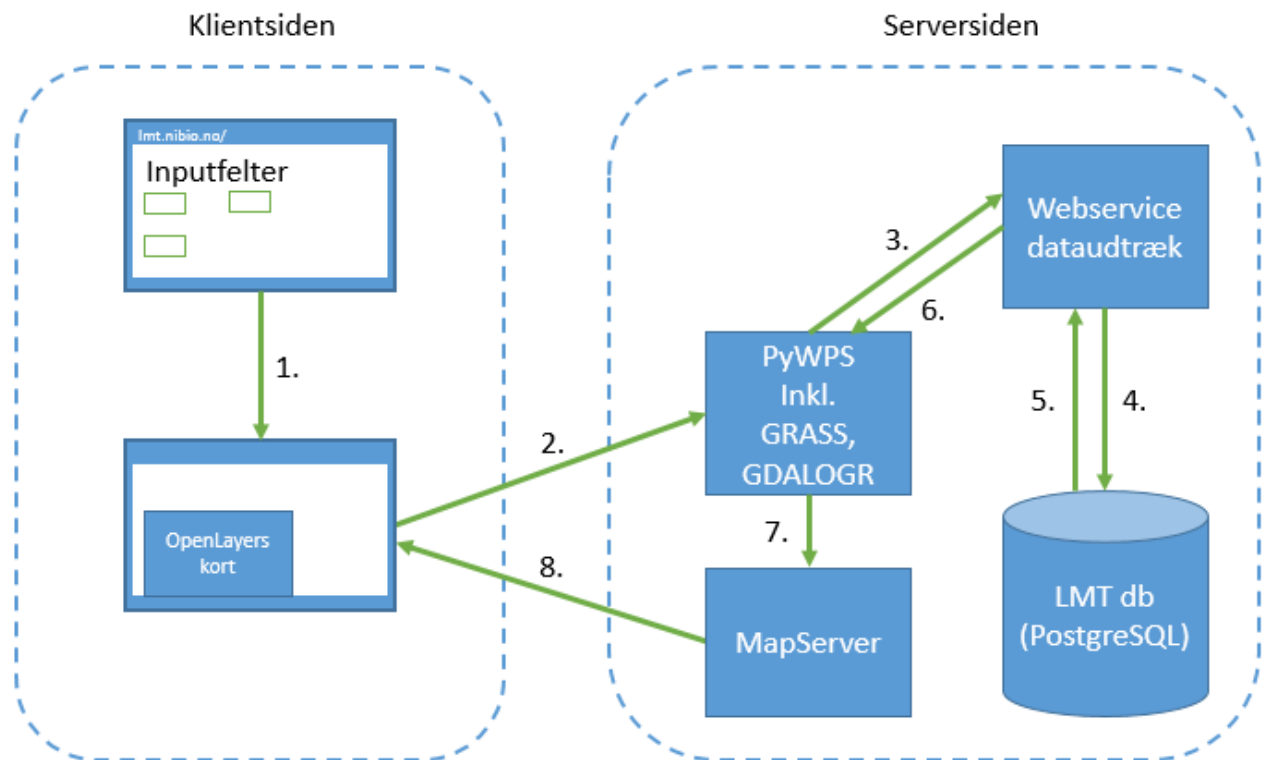 Klientsiden
Serversiden
lmt.nibio.no/
Inputfelter
1.
OpenLayers
kort
2.
8.
3.
6.
Webservice
dataudtræk
PyWPS
Inkl.
GRASS,
GDALOGR
5.
4.
7.
MapServer
LMT db
(PostgreSQL)